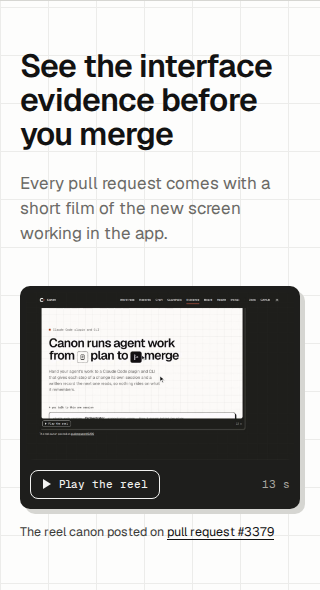 See the interface
evidence before
you merge
Every pull request comes with a
short film of the new screen
working in the app.
Canon runs agent work
from plan to merge
Play the reel
13 s
The reel canon posted on pull request #3379